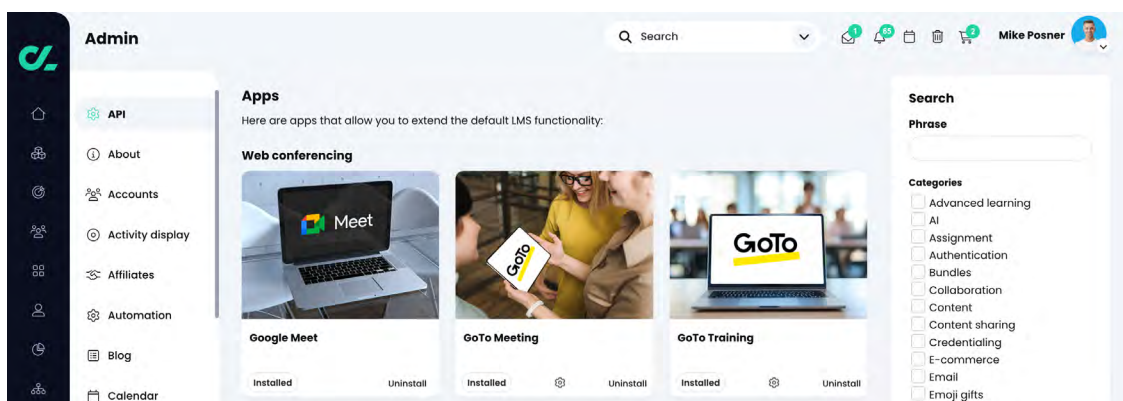 Admin
Search
1
65
2
Mike Posner
API
About
Accounts
Activity display
Affiliates
Automation
Blog
Calendar
Apps
Here are apps that allow you to extend the default LMS functionality:
Web conferencing
Meet
GoTo
GoTo
Google Meet
GoTo Meeting
GoTo Training
Installed
Uninstall
Installed
Uninstall
Installed
Uninstall
Search
Phrase
Categories
Advanced learning
AI
Assignment
Authentication
Bundles
Collaboration
Content
Content sharing
Credentialing
E-commerce
Email
Emoji gifts